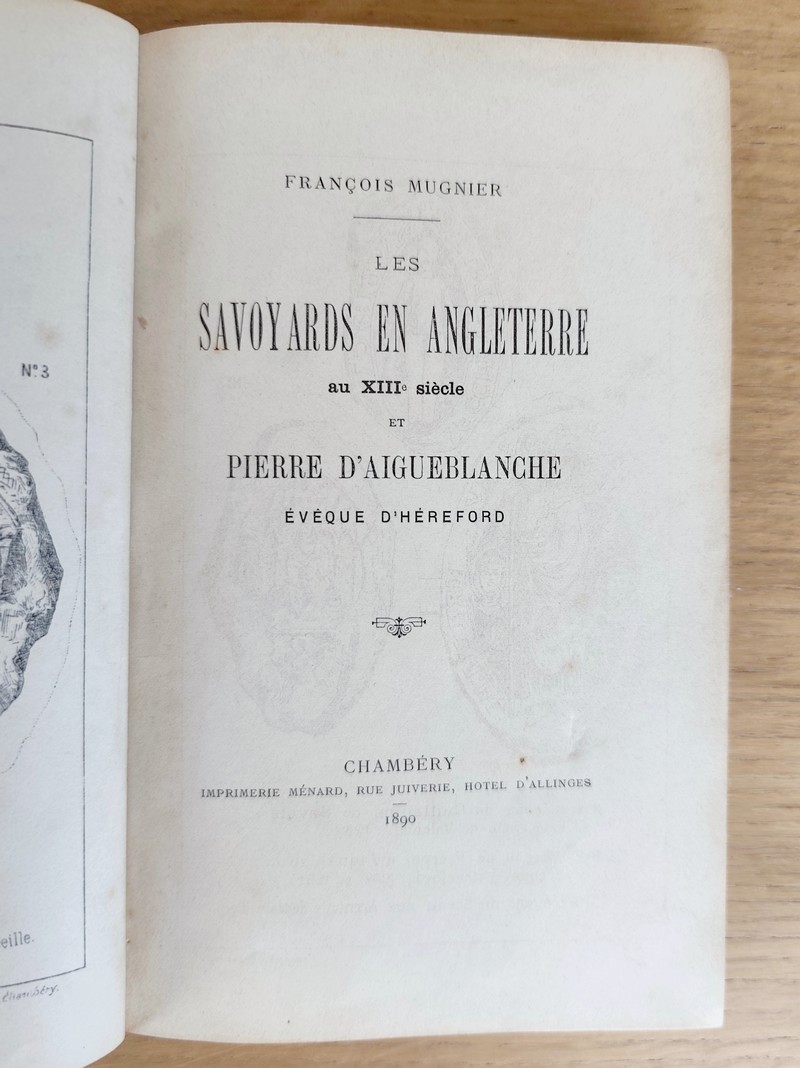 N° 3
eille.
Chambéry.
FRANÇOIS MUGNIER
LES
SAVOYARDS EN ANGLETERRE
au XIIIe siècle
ET
PIERRE D'AIGUEBLANCHE
ÉVÊQUE D'HÉREFORD
CHAMBÉRY
IMPRIMERIE MÉNARD, RUE JUIVERIE, HOTEL D'ALLINGES
1890